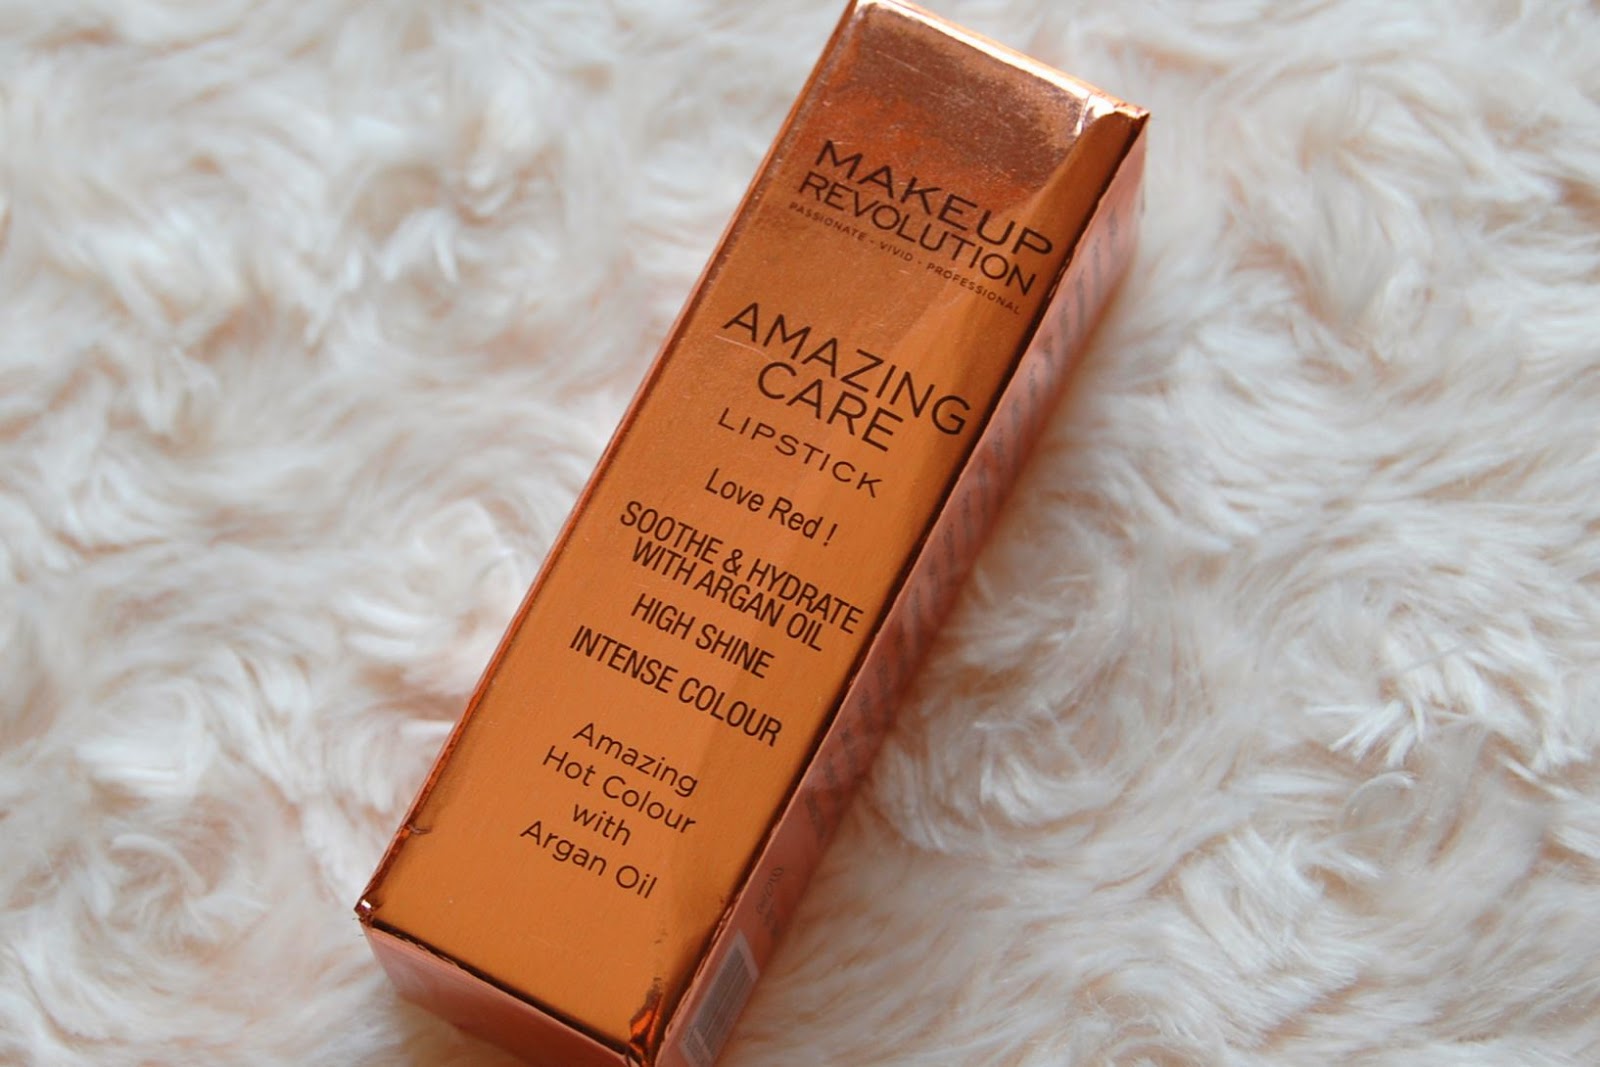 MAKEUP
REVOLUTION
PASSIONATE • VIVID • PROFESSIONAL
AMAZING
CARE
LIPSTICK
Love Red !
SOOTHE & HYDRATE
WITH ARGAN OIL
HIGH SHINE
INTENSE COLOUR
Amazing
Hot Colour
with
Argan Oil